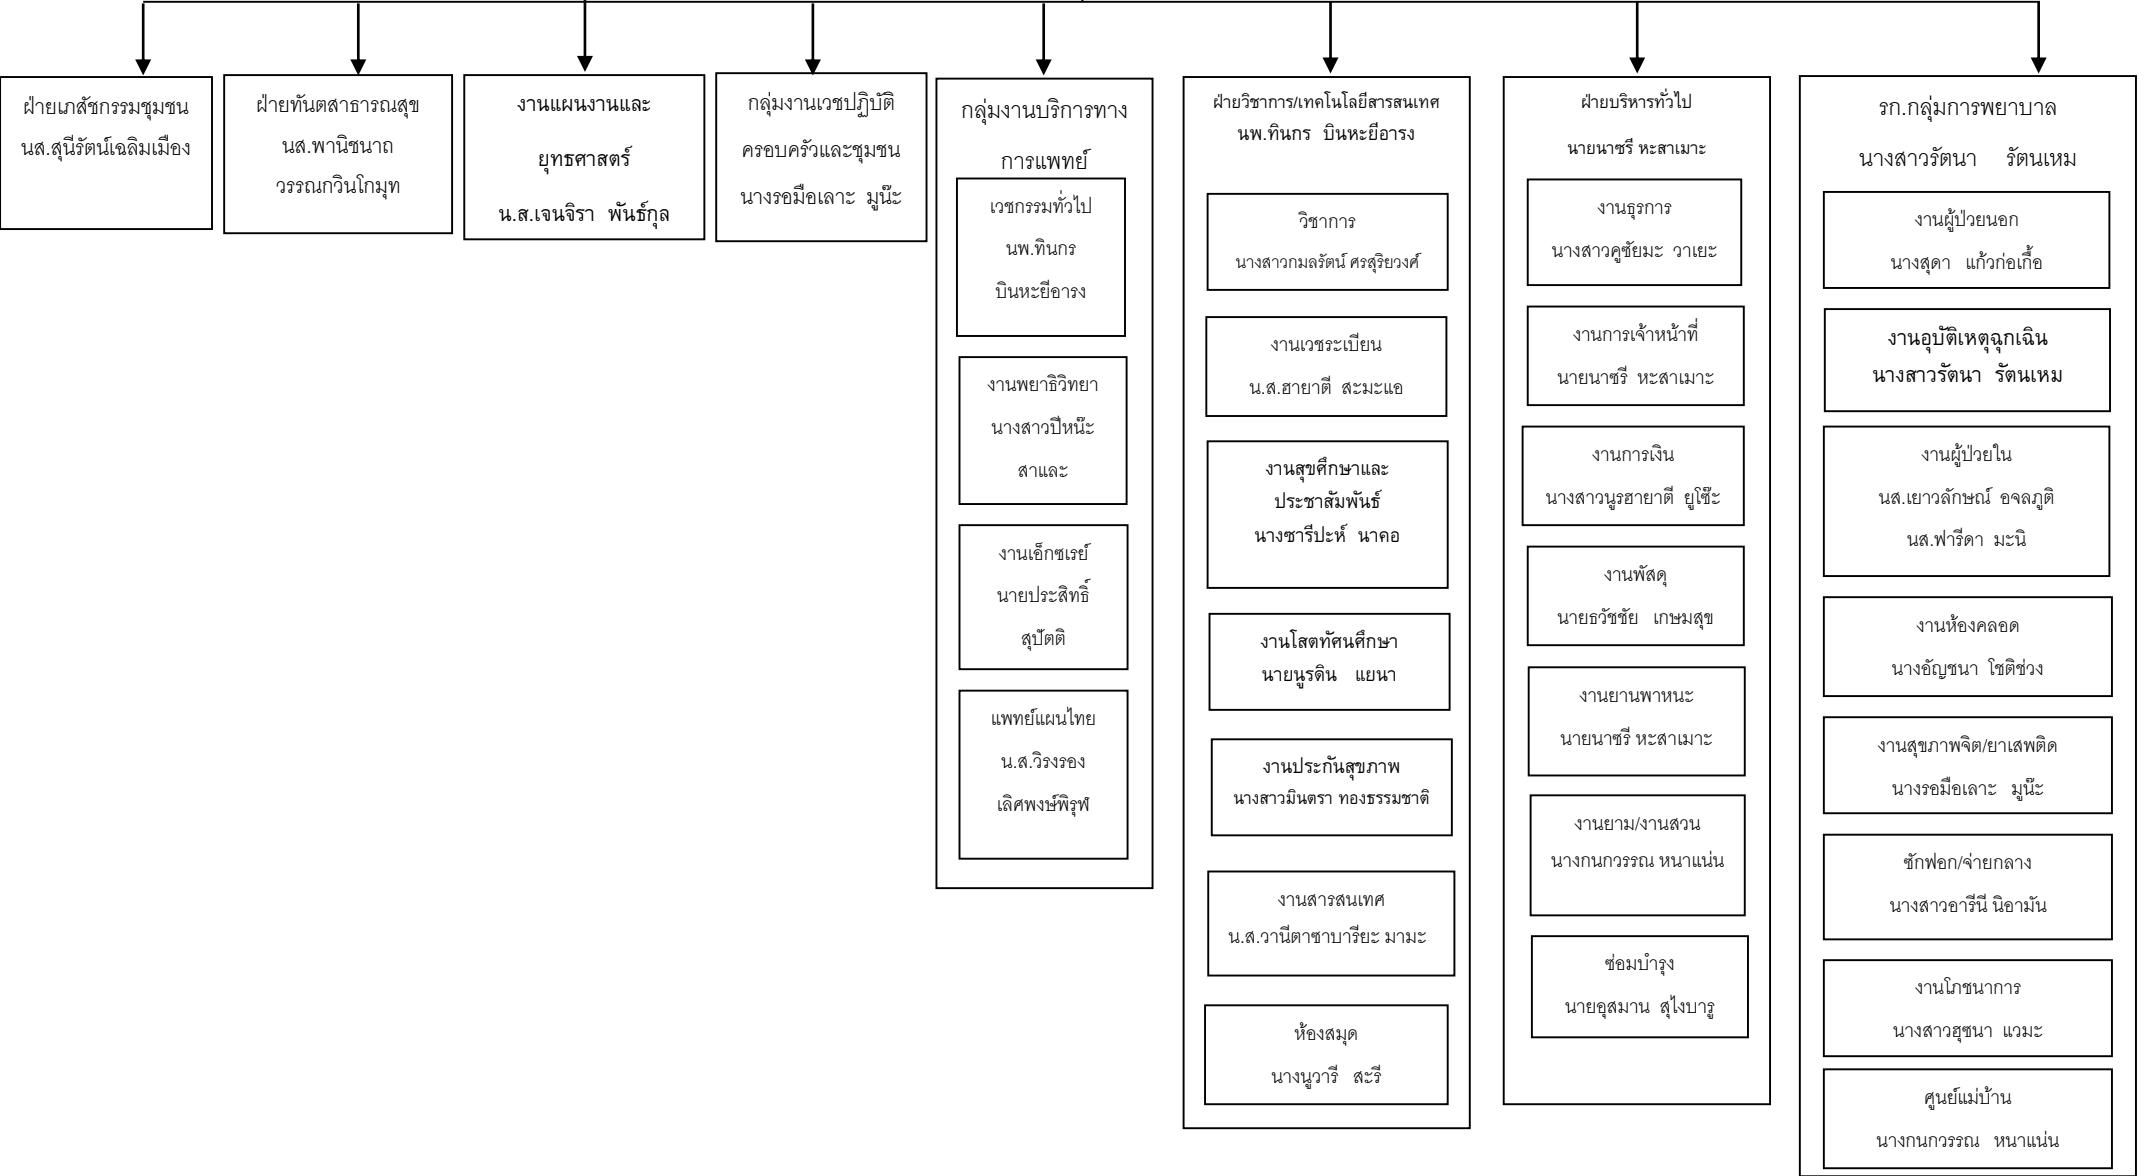 ฝ่ายเภสัชกรรมชุมชน
นส.สุนีรัตน์เฉลิมเมือง
ฝ่ายทันตสาธารณสุข
นส.พานิชนาถ
วรรณกวินโกมุท
งานแผนงานและ
ยุทธศาสตร์
น.ส.เจนจิรา พันธ์กุล
กลุ่มงานเวชปฏิบัติ
ครอบครัวและชุมชน
นางรอมือเลาะ มูน๊ะ
กลุ่มงานบริการทาง
การแพทย์
เวชกรรมทั่วไป
นพ.ทินกร
บินหะยีอารง
งานพยาธิวิทยา
นางสาวปีหน๊ะ
สาและ
งานเอ็กซเรย์
นายประสิทธิ์
สุปัตติ
แพทย์แผนไทย
น.ส.วิรงรอง
เลิศพงษ์พิรุฬ
ฝ่ายวิชาการ/เทคโนโลยีสารสนเทศ
นพ.ทินกร บินหะยีอารง
วิชาการ
นางสาวกมลรัตน์ ศรสุริยวงศ์
งานเวชระเบียน
น.ส.ฮายาตี สะมะแอ
งานสุขศึกษาและ
ประชาสัมพันธ์
นางซารีปะห์ นาคอ
งานโสตทัศนศึกษา
นายนูรดิน แยนา
งานประกันสุขภาพ
นางสาวมินตรา ทองธรรมชาติ
งานสารสนเทศ
น.ส.วานีตาซาบารียะ มามะ
ห้องสมุด
นางนูวารี สะรี
ฝ่ายบริหารทั่วไป
นายนาซรี หะสาเมาะ
งานธุรการ
นางสาวคูซัยมะ วาเยะ
งานการเจ้าหน้าที่
นายนาซรี หะสาเมาะ
งานการเงิน
นางสาวนูรฮายาตี ยูโซ๊ะ
งานพัสดุ
นายธวัชชัย เกษมสุข
งานยานพาหนะ
นายนาซรี หะสาเมาะ
งานยาม/งานสวน
นางกนกวรรณ หนาแน่น
ซ่อมบำรุง
นายอุสมาน สุไงบารู
รก.กลุ่มการพยาบาล
นางสาวรัตนา รัตนเหม
งานผู้ป่วยนอก
นางสุดา แก้วก่อเกื้อ
งานอุบัติเหตุฉุกเฉิน
นางสาวรัตนา รัตนเหม
งานผู้ป่วยใน
นส.เยาวลักษณ์ อจลภูติ
นส.ฟารีดา มะนิ
งานห้องคลอด
นางอัญชนา โชติช่วง
งานสุขภาพจิต/ยาเสพติด
นางรอมือเลาะ มูน๊ะ
ซักฟอก/จ่ายกลาง
นางสาวอารีนี นิอามัน
งานโภชนาการ
นางสาวฮุซนา แวมะ
ศูนย์แม่บ้าน
นางกนกวรรณ หนาแน่น